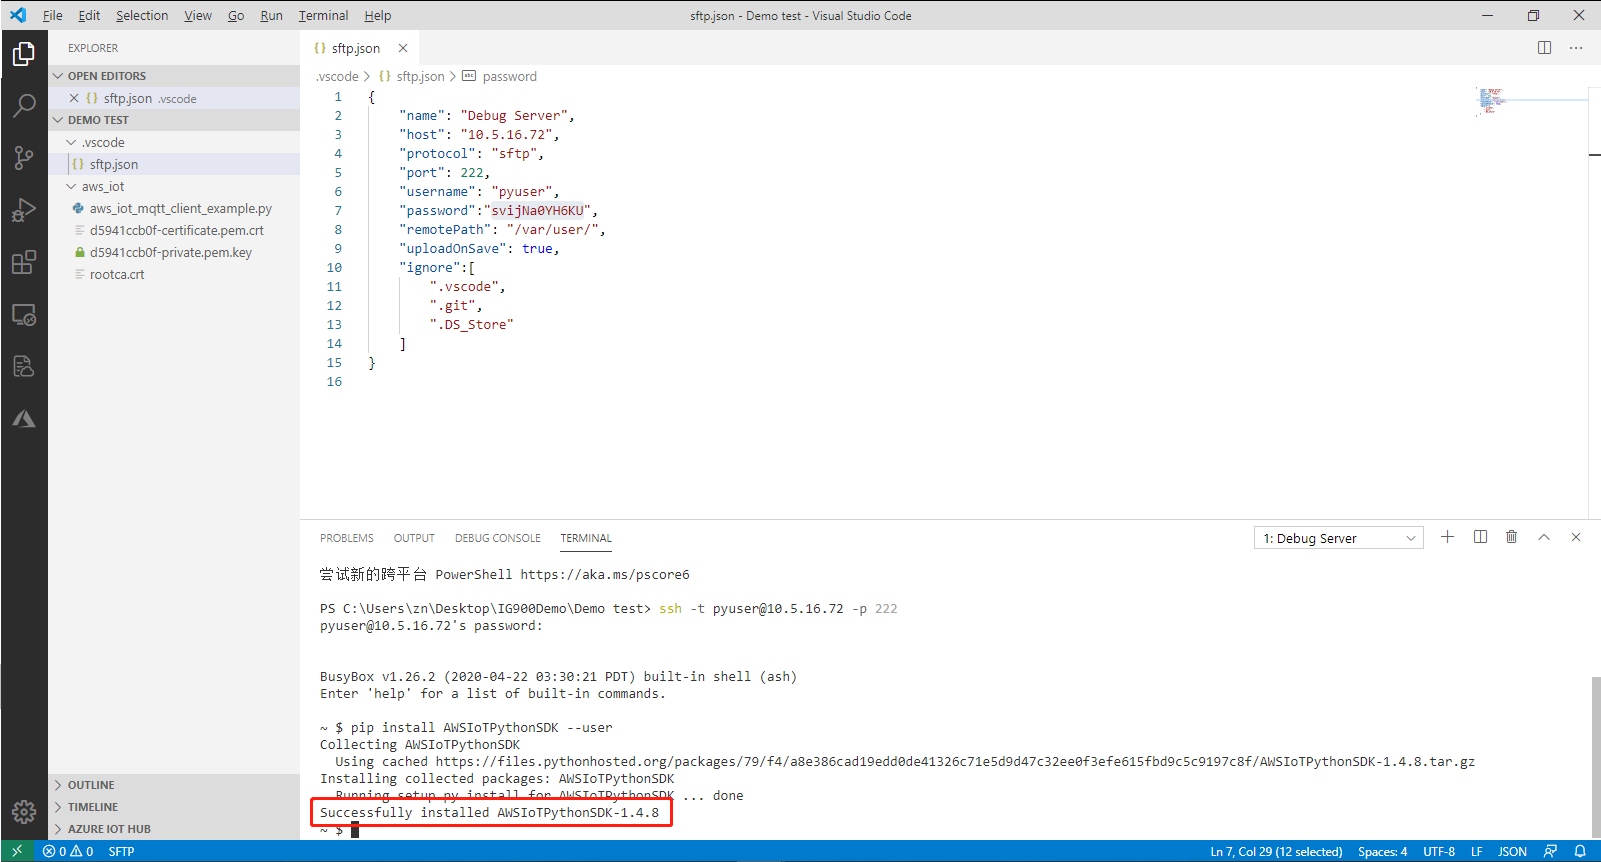 File Edit Selection View Go Run Terminal Help
sftp.json - Demo test - Visual Studio Code
EXPLORER
OPEN EDITORS
sftp.json .vscode
DEMO TEST
.vscode
{} sftp.json
aws_iot
aws_iot_mqtt_client_example.py
d5941ccb0f-certificate.pem.crt
d5941ccb0f-private.pem.key
rootca.crt
OUTLINE
TIMELINE
AZURE IOT HUB
{} sftp.json
.vscode > {} sftp.json > abc password
1 {
2 "name": "Debug Server",
3 "host": "10.5.16.72",
4 "protocol": "sftp",
5 "port": 222,
6 "username": "pyuser",
7 "password":"svijNa0YH6KU",
8 "remotePath": "/var/user/",
9 "uploadOnSave": true,
10 "ignore":[
11 ".vscode",
12 ".git",
13 ".DS_Store"
14 ]
15 }
16
PROBLEMS OUTPUT DEBUG CONSOLE TERMINAL
1: Debug Server
尝试新的跨平台 PowerShell https://aka.ms/pscore6
PS C:\Users\zn\Desktop\IG900Demo\Demo test> ssh -t pyuser@10.5.16.72 -p 222
pyuser@10.5.16.72's password:
BusyBox v1.26.2 (2020-04-22 03:30:21 PDT) built-in shell (ash)
Enter 'help' for a list of built-in commands.
~ $ pip install AWSIoTPythonSDK --user
Collecting AWSIoTPythonSDK
Using cached https://files.pythonhosted.org/packages/79/f4/a8e386cad19edd0de41326c71e5d9d47c32ee0f3efe615fbd9c5c9197c8f/AWSIoTPythonSDK-1.4.8.tar.gz
Installing collected packages: AWSIoTPythonSDK
Running setup.py install for AWSIoTPythonSDK ... done
Successfully installed AWSIoTPythonSDK-1.4.8
~ $
0 0 SFTP
Ln 7, Col 29 (12 selected) Spaces: 4 UTF-8 LF JSON